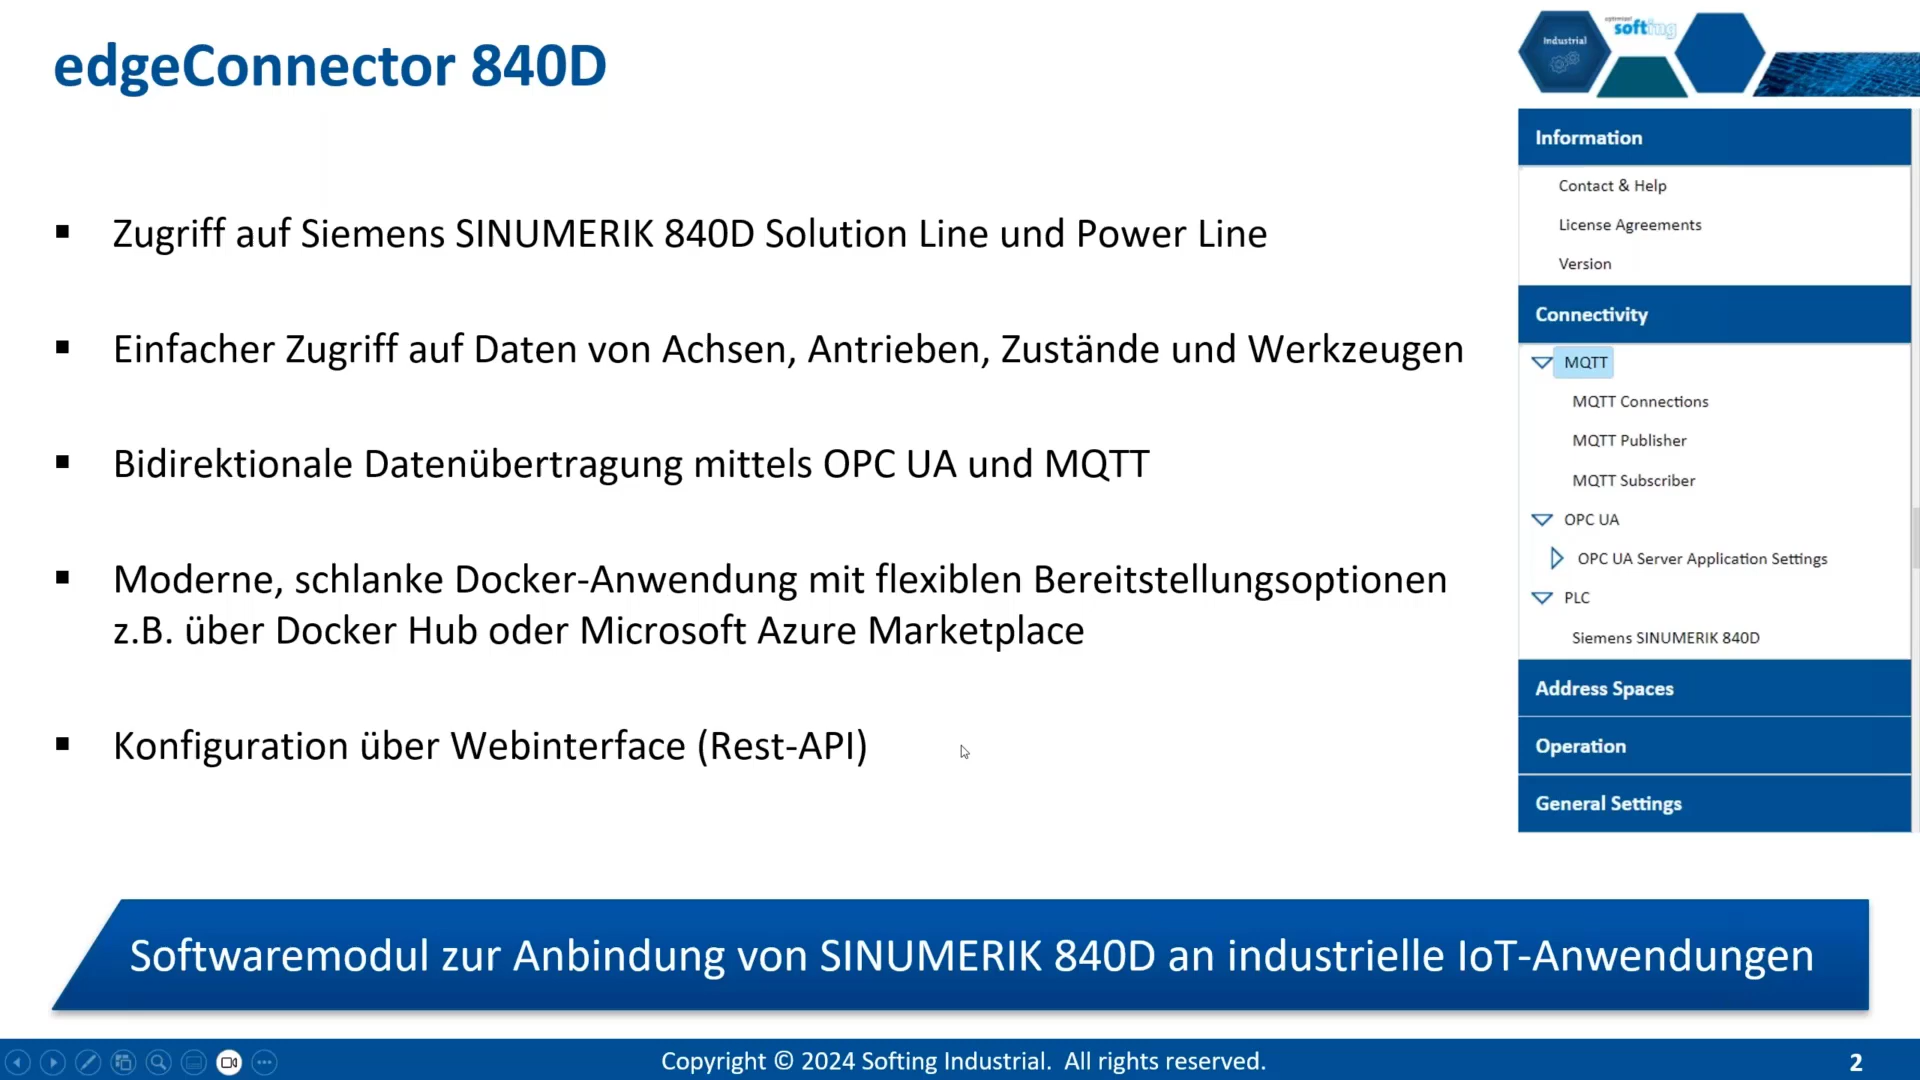 edgeConnector 840D
Zugriff auf Siemens SINUMERIK 840D Solution Line und Power Line
Einfacher Zugriff auf Daten von Achsen, Antrieben, Zustände und Werkzeugen
Bidirektionale Datenübertragung mittels OPC UA und MQTT
Moderne, schlanke Docker-Anwendung mit flexiblen Bereitstellungsoptionen
z.B. über Docker Hub oder Microsoft Azure Marketplace
Konfiguration über Webinterface (Rest-API)
Industrial
softing
Information
Contact & Help
License Agreements
Version
Connectivity
MQTT
MQTT Connections
MQTT Publisher
MQTT Subscriber
OPC UA
OPC UA Server Application Settings
PLC
Siemens SINUMERIK 840D
Address Spaces
Operation
General Settings
Softwaremodul zur Anbindung von SINUMERIK 840D an industrielle IoT-Anwendungen
Copyright © 2024 Softing Industrial. All rights reserved.
2